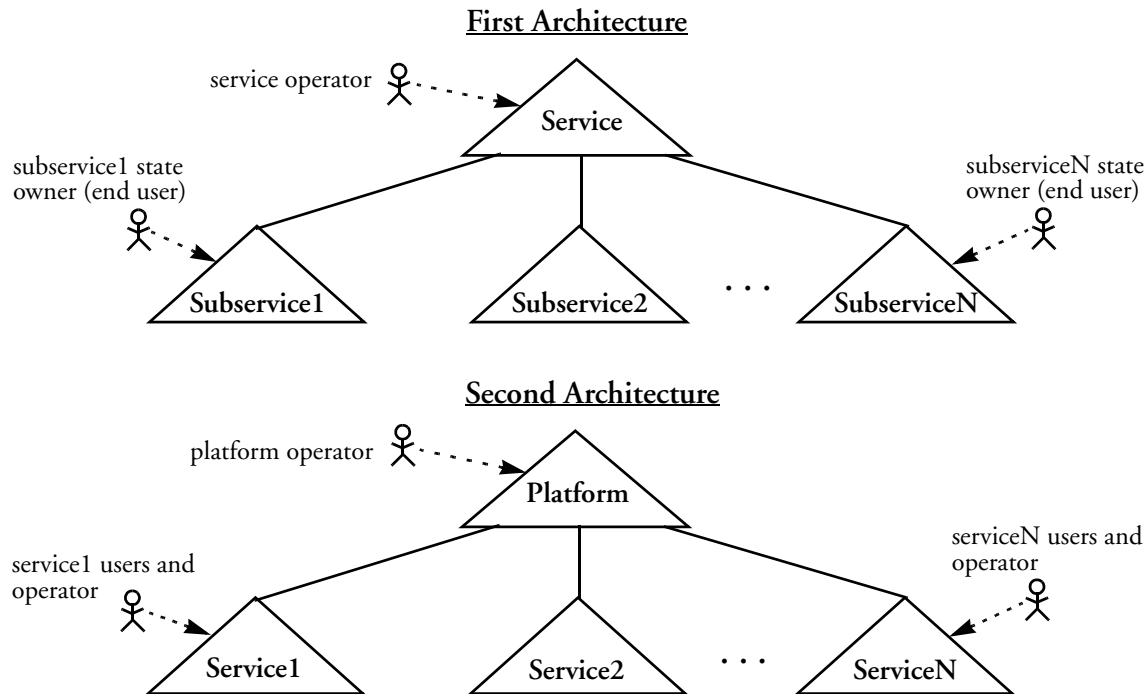 First Architecture
service operator
Service
subservice1 state
owner (end user)
subserviceN state
owner (end user)
Subservice1
Subservice2
. . .
SubserviceN
Second Architecture
platform operator
Platform
service1 users and
operator
serviceN users and
operator
Service1
Service2
. . .
ServiceN